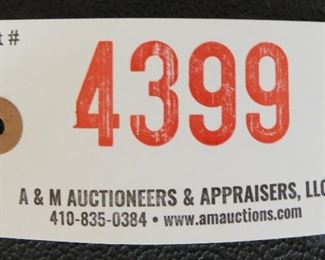 t #
4399
A & M AUCTIONEERS & APPRAISERS, LLC
410-835-0384 • www.amauctions.com